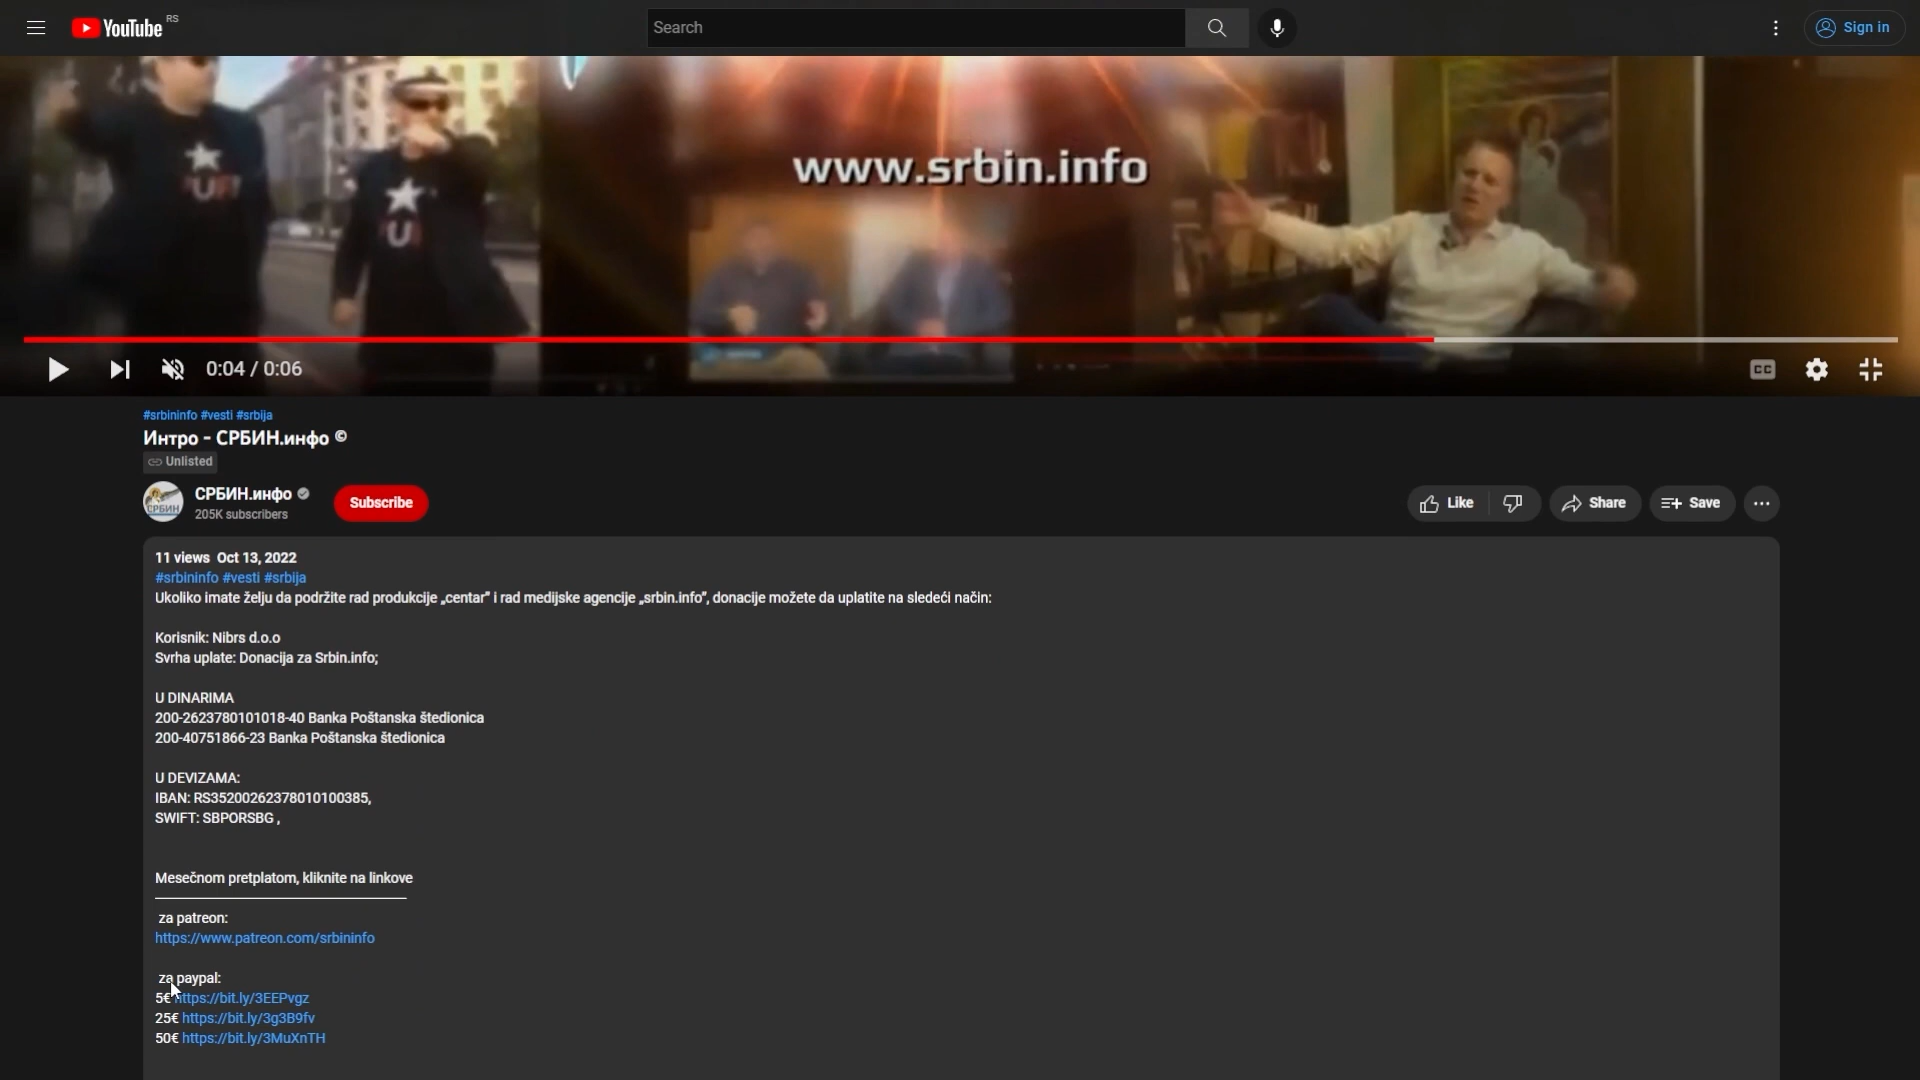 YouTube RS
Search
Sign in
www.srbin.info
0:04 / 0:06
CC
#srbininfo #vesti #srbija
Интро - СРБИН.инфо ©
Unlisted
СРБИН
СРБИН.инфо
205K subscribers
Subscribe
Like
Share
Save
11 views Oct 13, 2022
#srbininfo #vesti #srbija
Ukoliko imate želju da podržite rad produkcije „centar” i rad medijske agencije „srbin.info”, donacije možete da uplatite na sledeći način:
Korisnik: Nibrs d.o.o
Svrha uplate: Donacija za Srbin.info;
U DINARIMA
200-2623780101018-40 Banka Poštanska štedionica
200-40751866-23 Banka Poštanska štedionica
U DEVIZAMA:
IBAN: RS35200262378010100385,
SWIFT: SBPORSBG ,
Mesečnom pretplatom, kliknite na linkove
za patreon:
https://www.patreon.com/srbininfo
za paypal:
5€ https://bit.ly/3EEPvgz
25€ https://bit.ly/3g3B9fv
50€ https://bit.ly/3MuXnTH